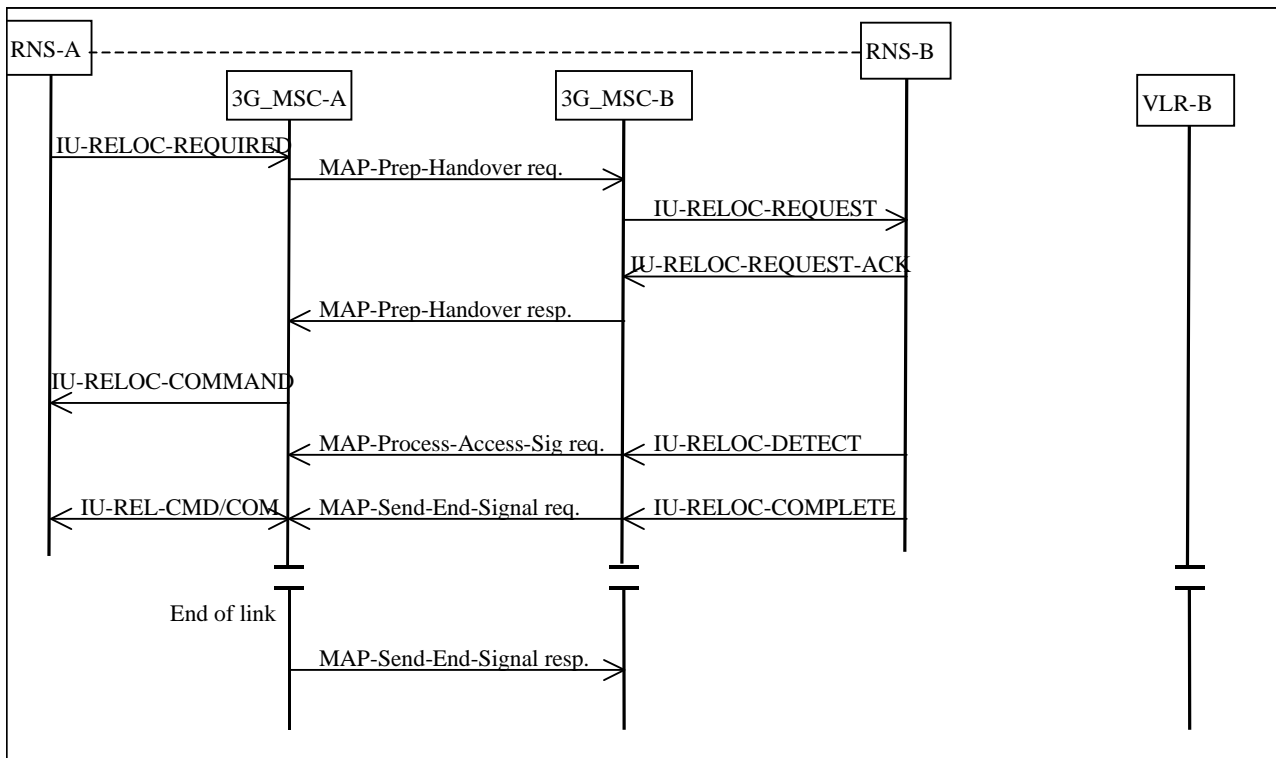 RNS-A
RNS-B
3G_MSC-A
3G_MSC-B
VLR-B
IU-RELOC-REQUIRED
MAP-Prep-Handover req.
IU-RELOC-REQUEST
IU-RELOC-REQUEST-ACK
MAP-Prep-Handover resp.
IU-RELOC-COMMAND
MAP-Process-Access-Sig req.
IU-RELOC-DETECT
IU-REL-CMD/COM
MAP-Send-End-Signal req.
IU-RELOC-COMPLETE
End of link
MAP-Send-End-Signal resp.